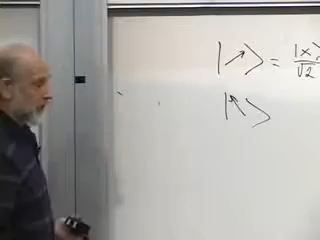 |↗⟩ = |x⟩/√2
|↖⟩